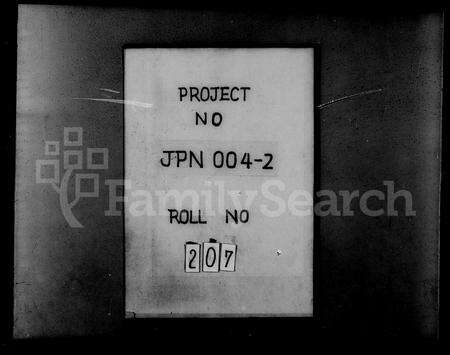 PROJECT
NO
JPN 004-2
FamilySearch
ROLL NO
207